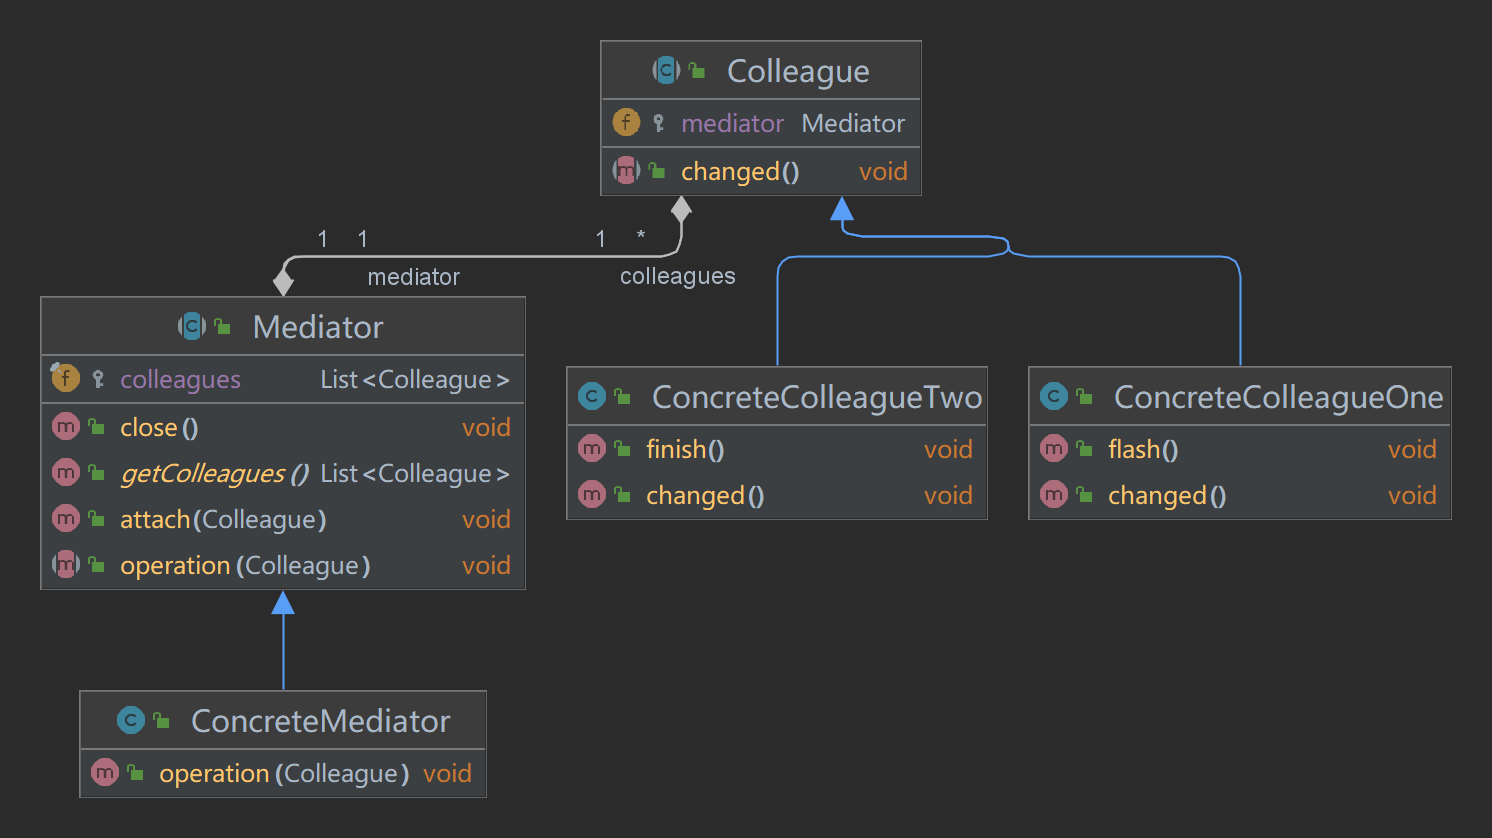 Colleague
mediator Mediator
changed() void
1 1 1 *
mediator colleagues
Mediator
colleagues List<Colleague>
close() void
getColleagues() List<Colleague>
attach(Colleague) void
operation(Colleague) void
ConcreteColleagueTwo
finish() void
changed() void
ConcreteColleagueOne
flash() void
changed() void
ConcreteMediator
operation(Colleague) void